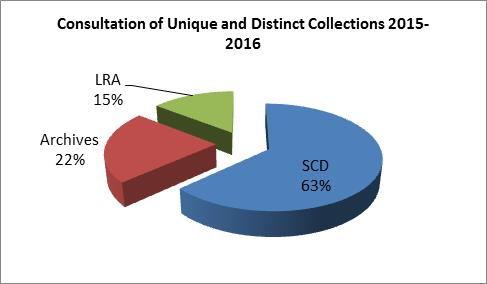 Consultation of Unique and Distinct Collections 2015-
2016
LRA
15%
Archives
22%
SCD
63%